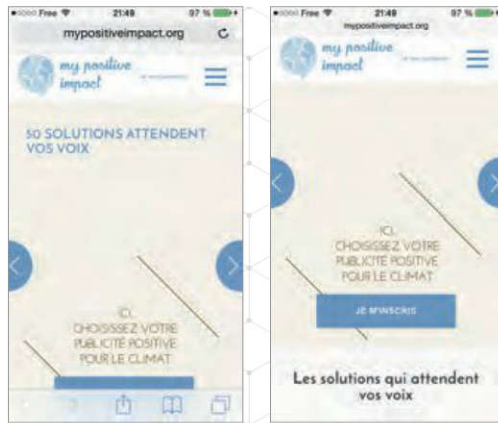 Free 21:49 97 %
mypositiveimpact.org
my positive
impact
50 SOLUTIONS ATTENDENT
VOS VOIX
ICI,
CHOISISSEZ VOTRE
PUBLICITÉ POSITIVE
POUR LE CLIMAT
Free 21:49 97 %
mypositiveimpact.org
my positive
impact
ICI,
CHOISISSEZ VOTRE
PUBLICITÉ POSITIVE
POUR LE CLIMAT
JE M'INSCRIS
Les solutions qui attendent
vos voix